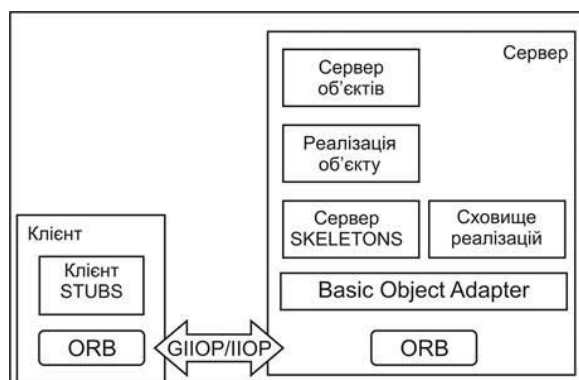 Сервер
Сервер
об'єктів
Реалізація
об'єкту
Сервер
SKELETONS
Сховище
реалізацій
Basic Object Adapter
ORB
Клієнт
Клієнт
STUBS
ORB
GIIOP/IIOP